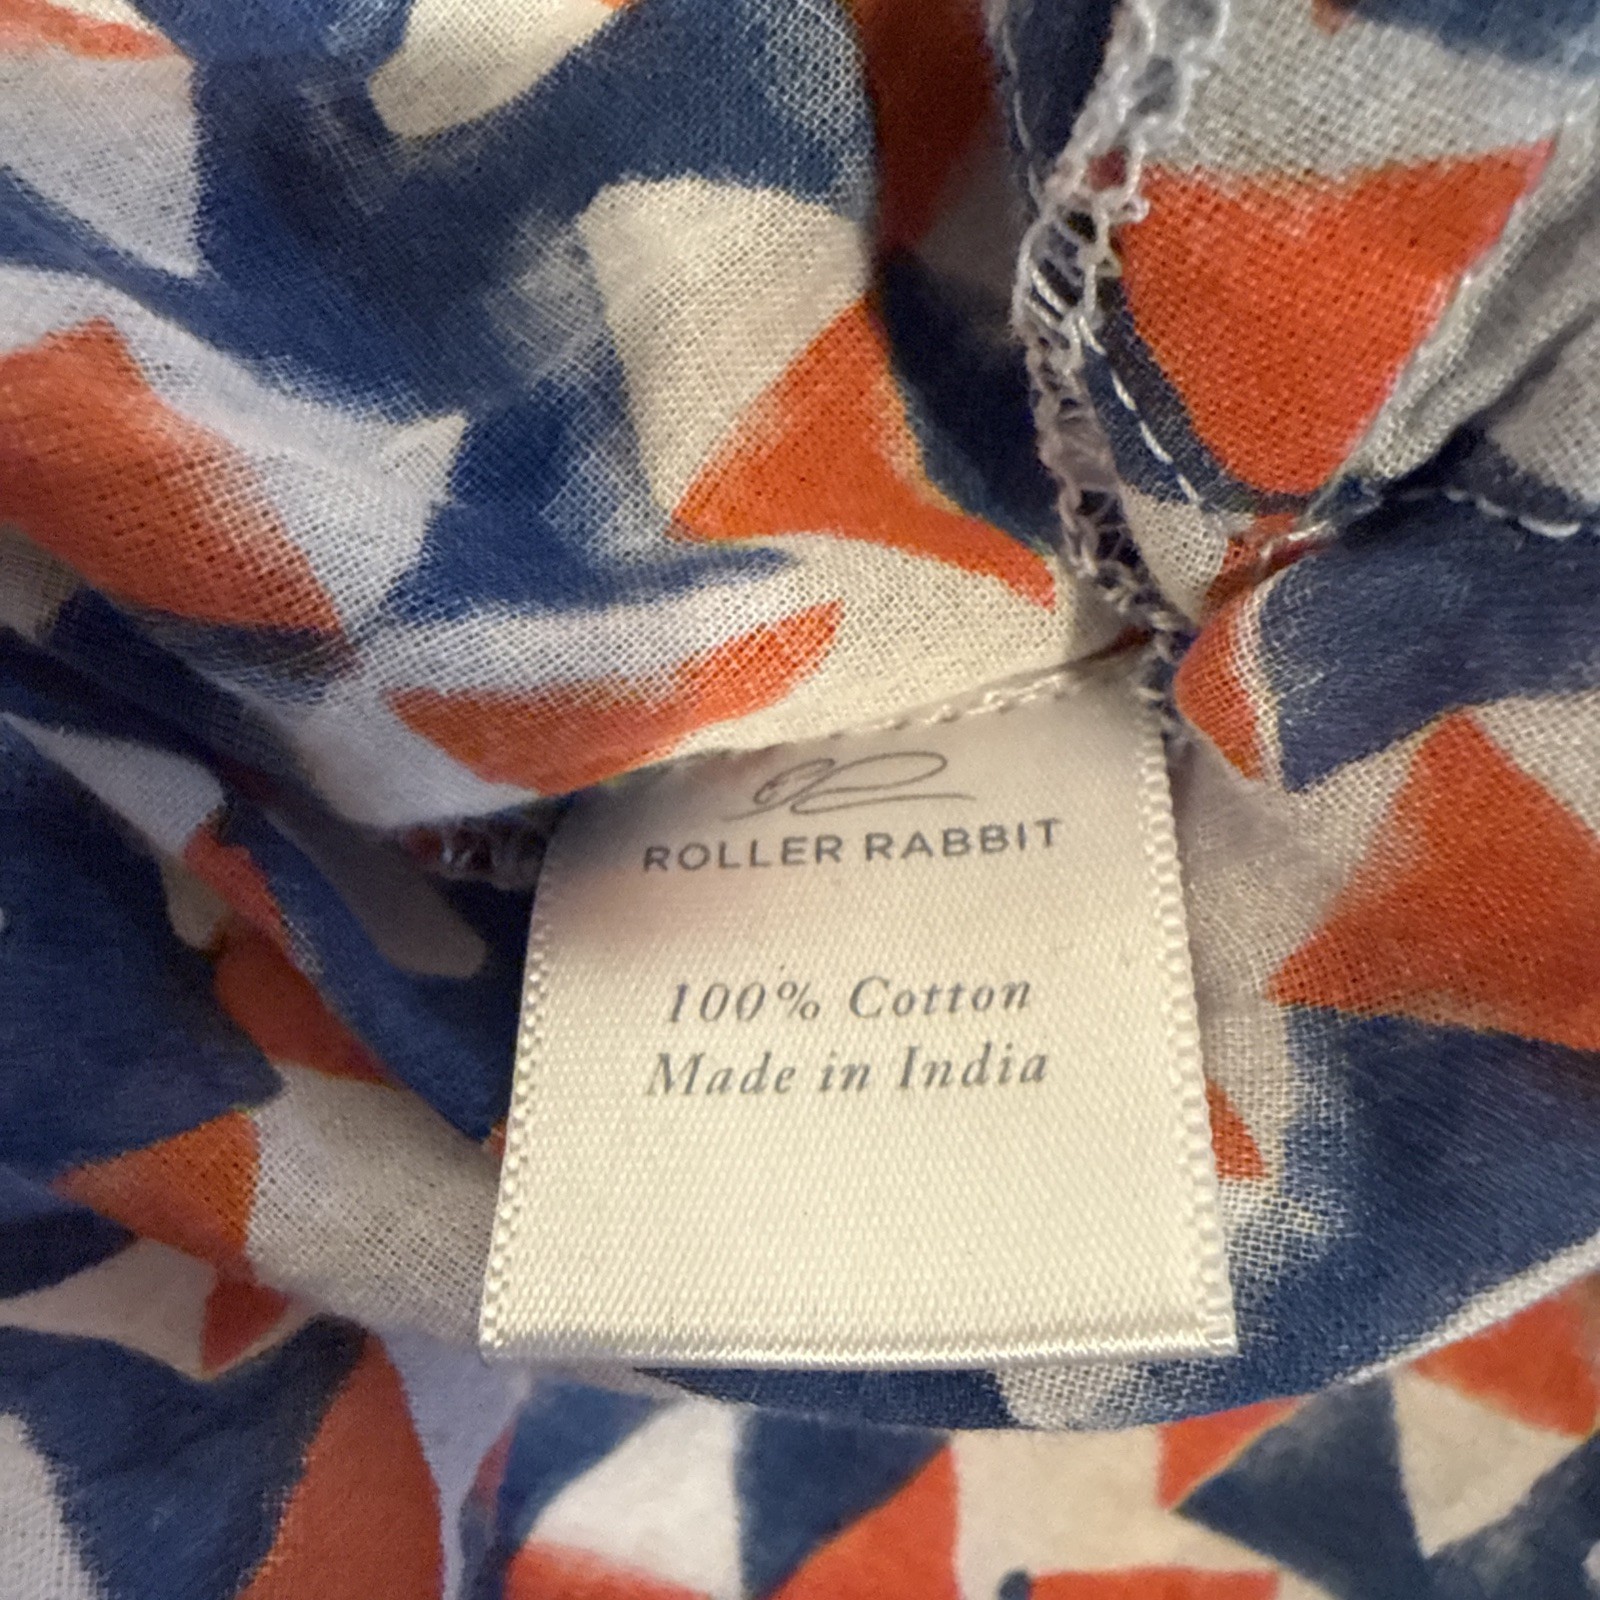 ROLLER RABBIT
100% Cotton
Made in India